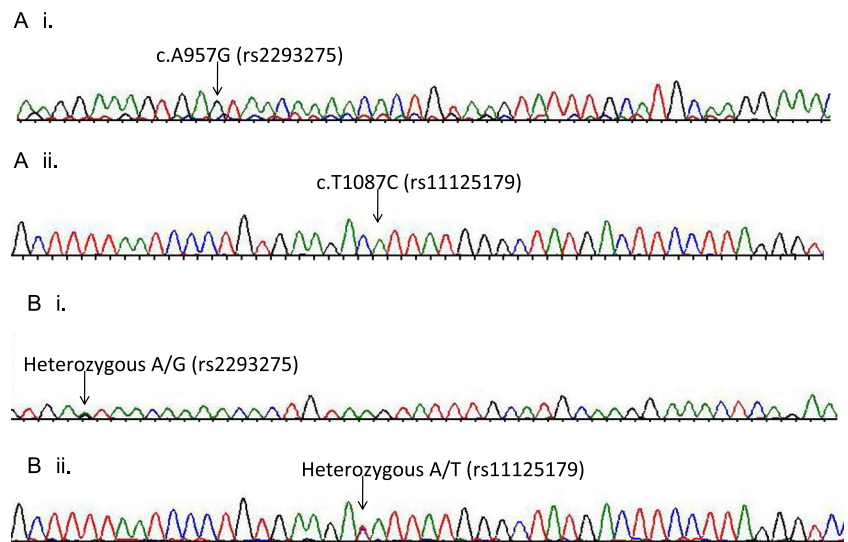 A i.
c.A957G (rs2293275)
A ii.
c.T1087C (rs11125179)
B i.
Heterozygous A/G (rs2293275)
B ii.
Heterozygous A/T (rs11125179)